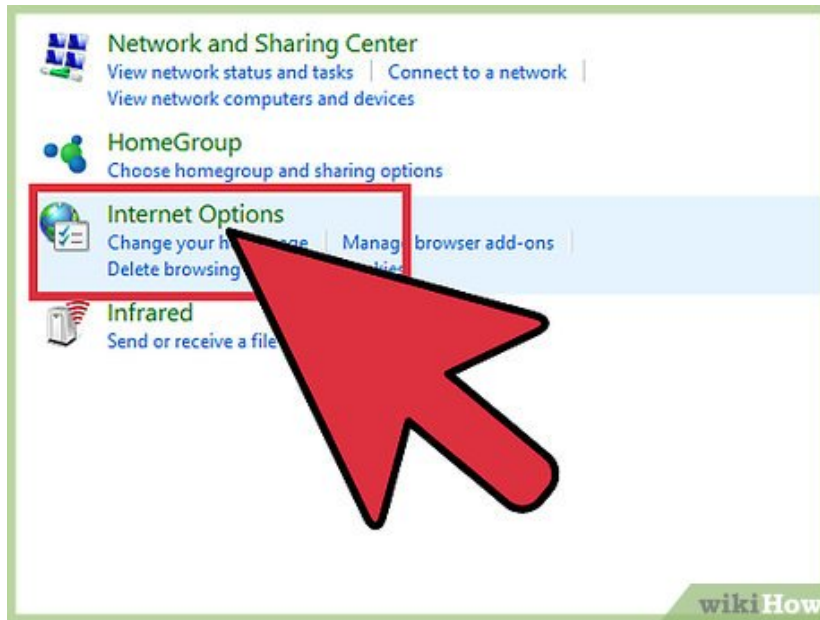 Network and Sharing Center
View network status and tasks | Connect to a network |
View network computers and devices
HomeGroup
Choose homegroup and sharing options
Internet Options
Change your | Manage browser add-ons |
Delete browsing
Infrared
Send or receive a file
wikiHow